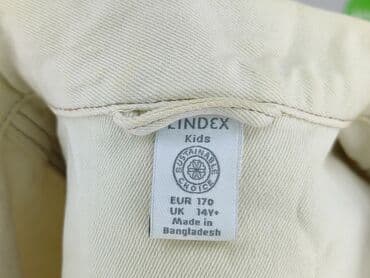 LINDEX
Kids
SUSTAINABLE
CHOICE
EUR 170
UK 14Y+
Made in
Bangladesh